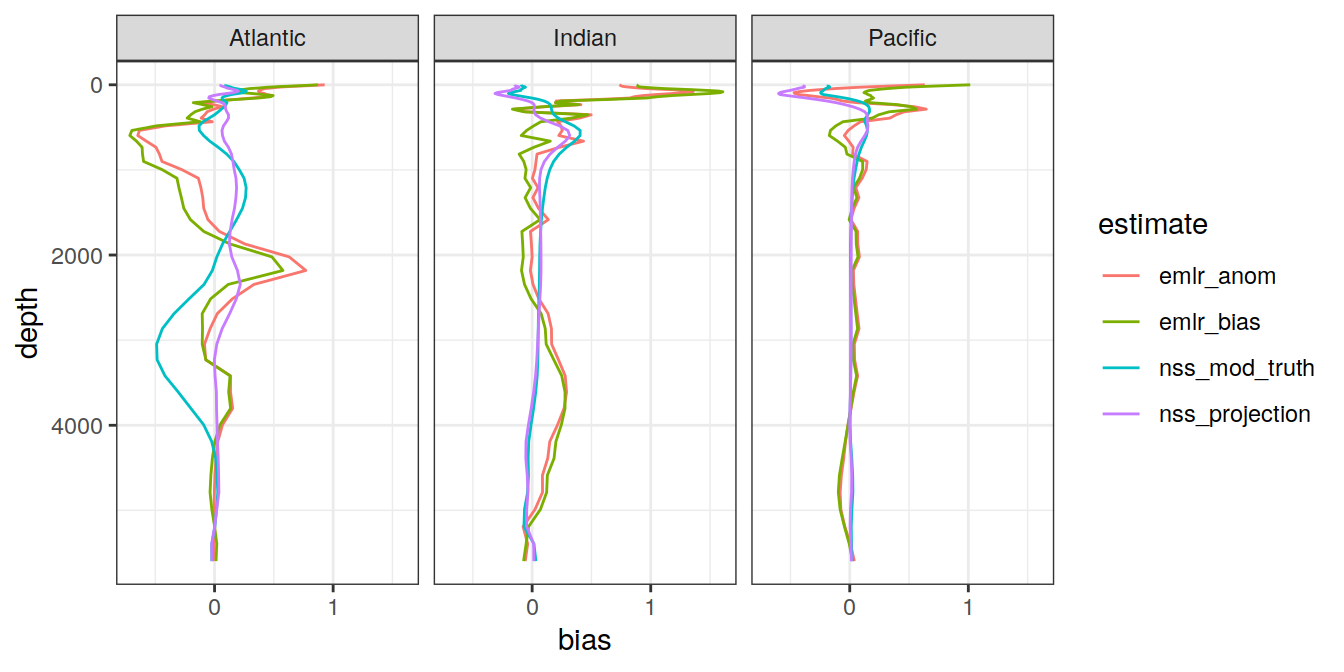 Atlantic Indian Pacific
0
2000
4000
depth
0 1 0 1 0 1
bias
estimate
emlr_anom
emlr_bias
nss_mod_truth
nss_projection